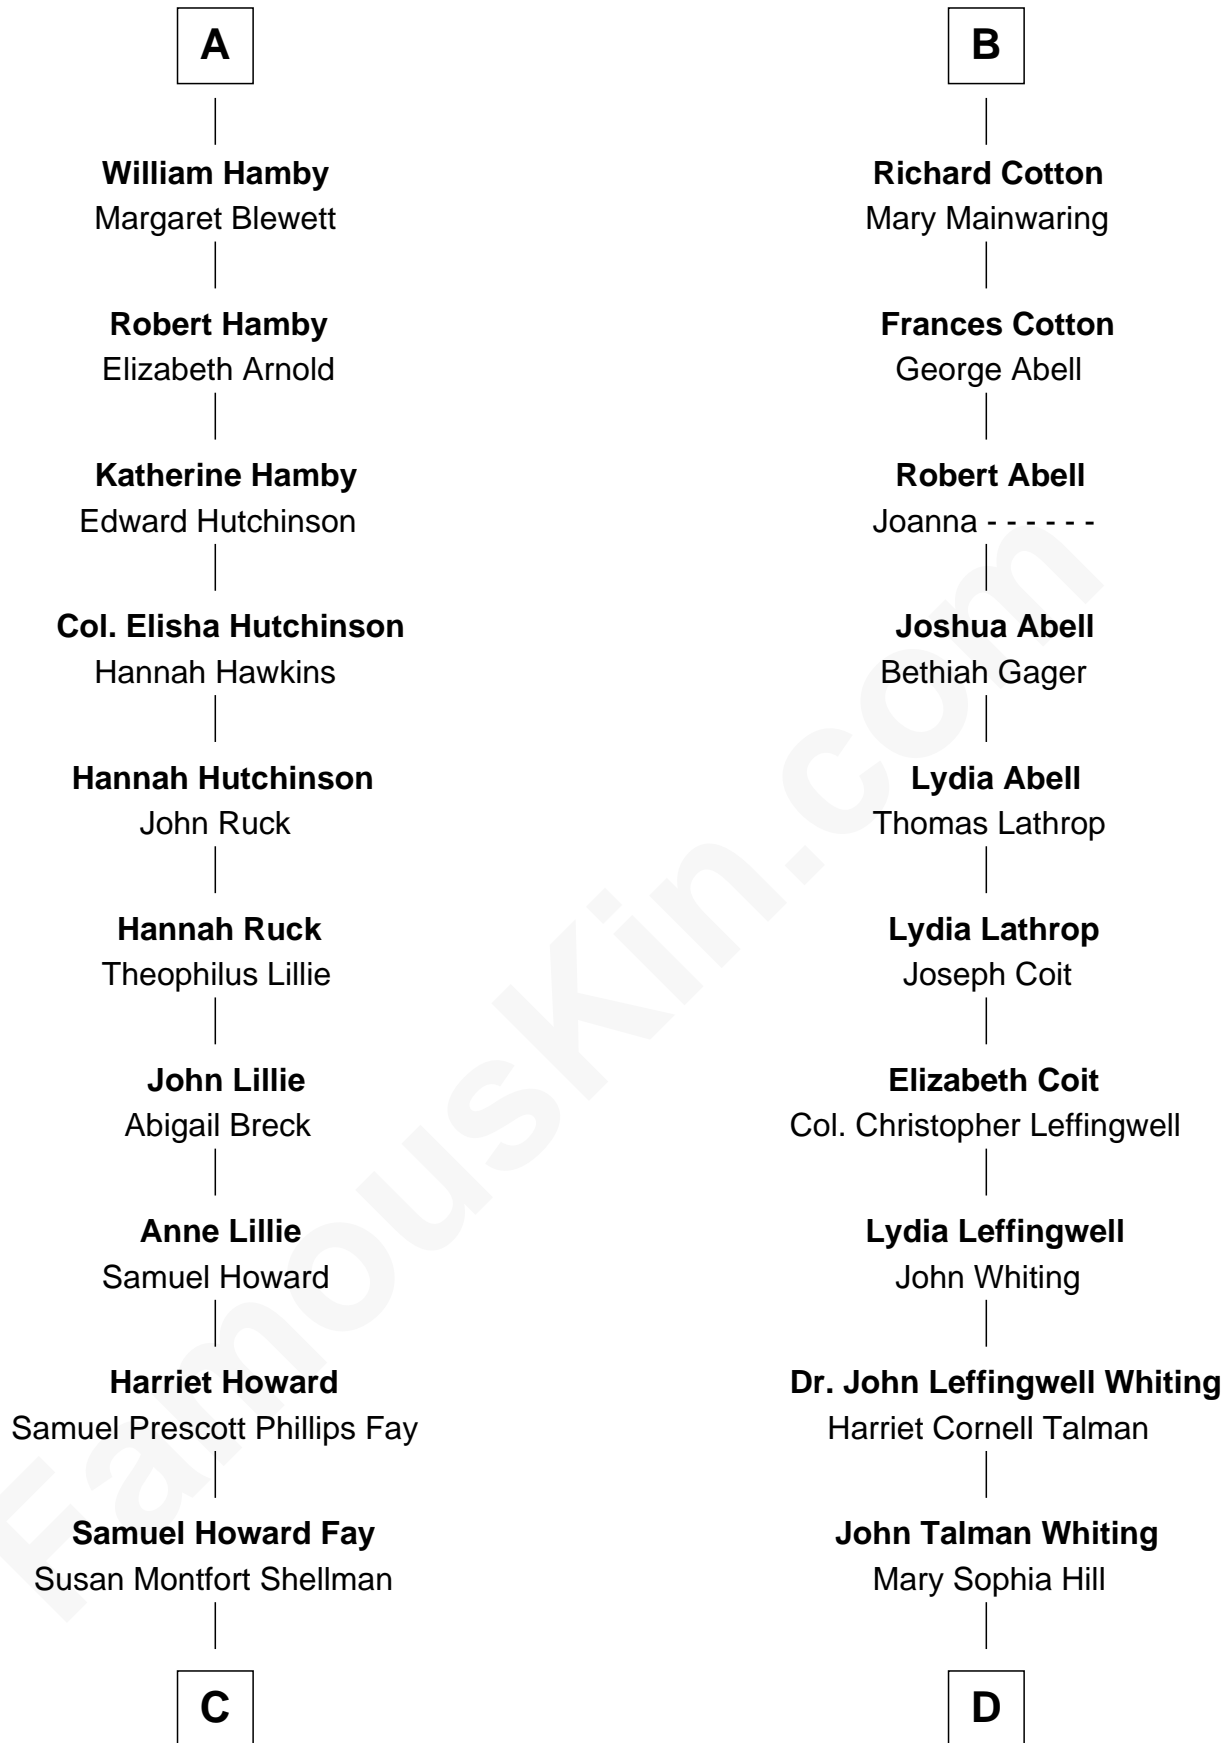 A
William Hamby
Margaret Blewett
Robert Hamby
Elizabeth Arnold
Katherine Hamby
Edward Hutchinson
Col. Elisha Hutchinson
Hannah Hawkins
Hannah Hutchinson
John Ruck
Hannah Ruck
Theophilus Lillie
John Lillie
Abigail Breck
Anne Lillie
Samuel Howard
Harriet Howard
Samuel Prescott Phillips Fay
Samuel Howard Fay
Susan Montfort Shellman
C
B
Richard Cotton
Mary Mainwaring
Frances Cotton
George Abell
Robert Abell
Joanna - - - - - -
Joshua Abell
Bethiah Gager
Lydia Abell
Thomas Lathrop
Lydia Lathrop
Joseph Coit
Elizabeth Coit
Col. Christopher Leffingwell
Lydia Leffingwell
John Whiting
Dr. John Leffingwell Whiting
Harriet Cornell Talman
John Talman Whiting
Mary Sophia Hill
D
FamousKin.com